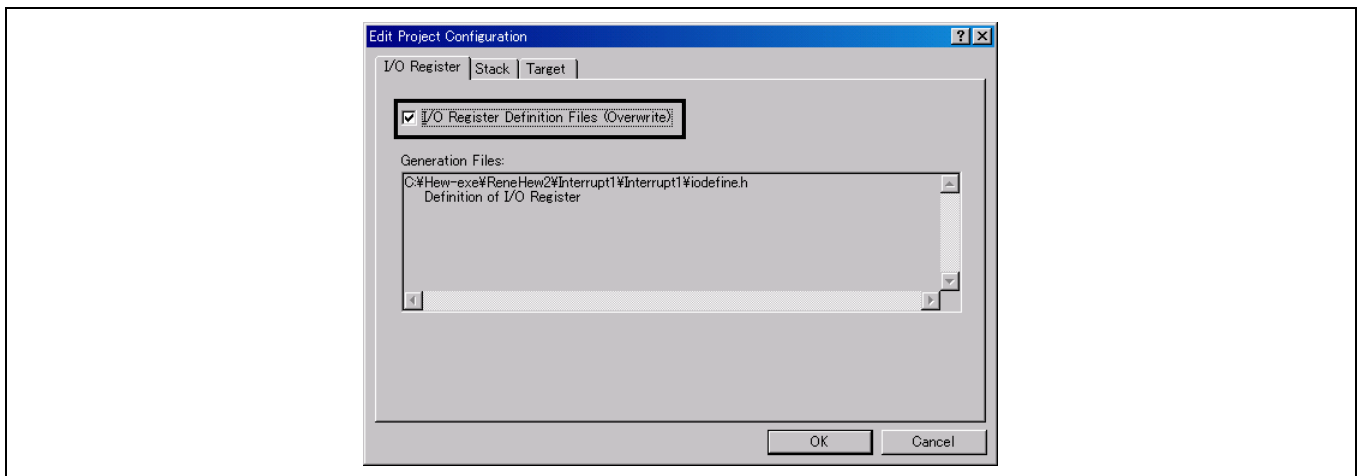 Edit Project Configuration
I/O Register Stack Target
I/O Register Definition Files (Overwrite)
Generation Files:
C:¥Hew-exe¥ReneHew2¥Interrupt1¥Interrupt1¥iodefine.h
Definition of I/O Register
OK Cancel